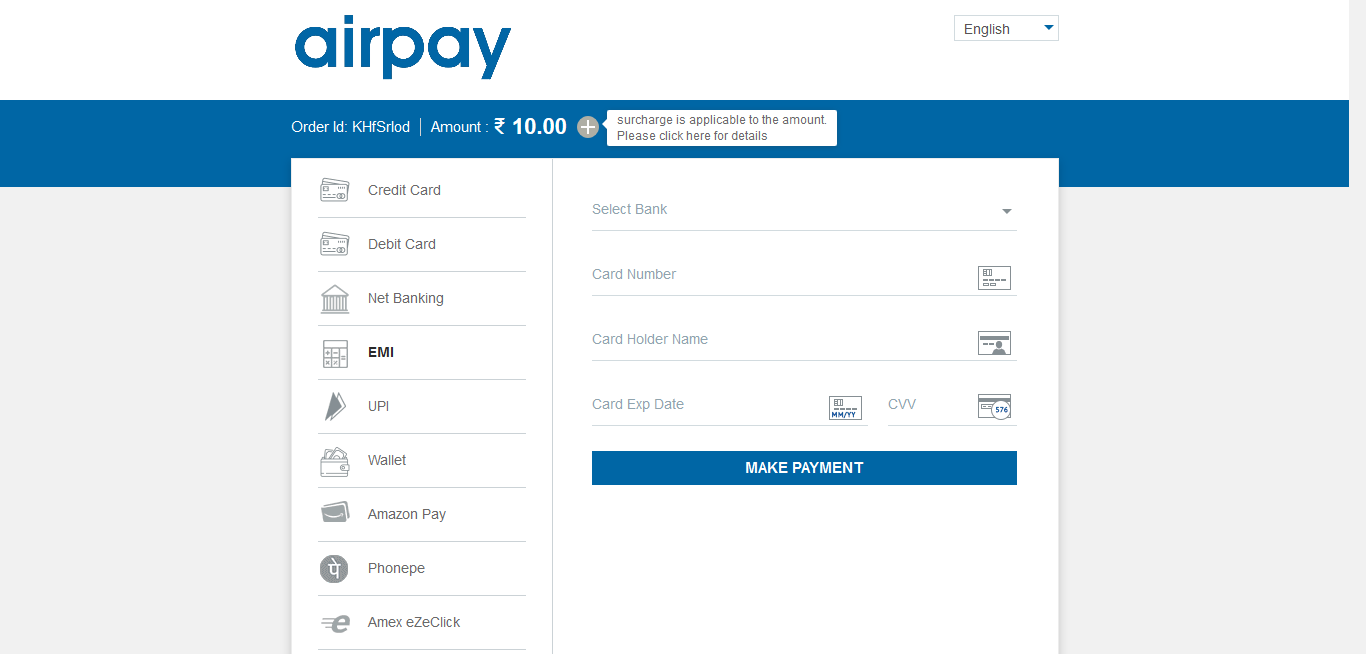 airpay
English
Order Id: KHfSrlod | Amount : ₹ 10.00
surcharge is applicable to the amount.
Please click here for details
Credit Card
Debit Card
Net Banking
EMI
UPI
Wallet
Amazon Pay
पे
Phonepe
e
Amex eZeClick
Select Bank
Card Number
Card Holder Name
Card Exp Date
MM/YY
CVV
576
MAKE PAYMENT